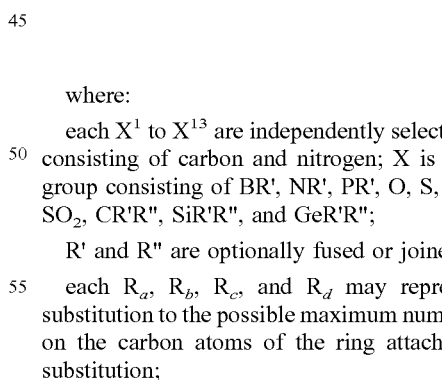 45
where:
each X¹ to X¹³ are independently select
50 consisting of carbon and nitrogen; X is
group consisting of BR', NR', PR', O, S,
SO₂, CR'R", SiR'R", and GeR'R";
R' and R" are optionally fused or joine
55 each Rₐ, R_b, R_c, and R_d may repre
substitution to the possible maximum num
on the carbon atoms of the ring attach
substitution;